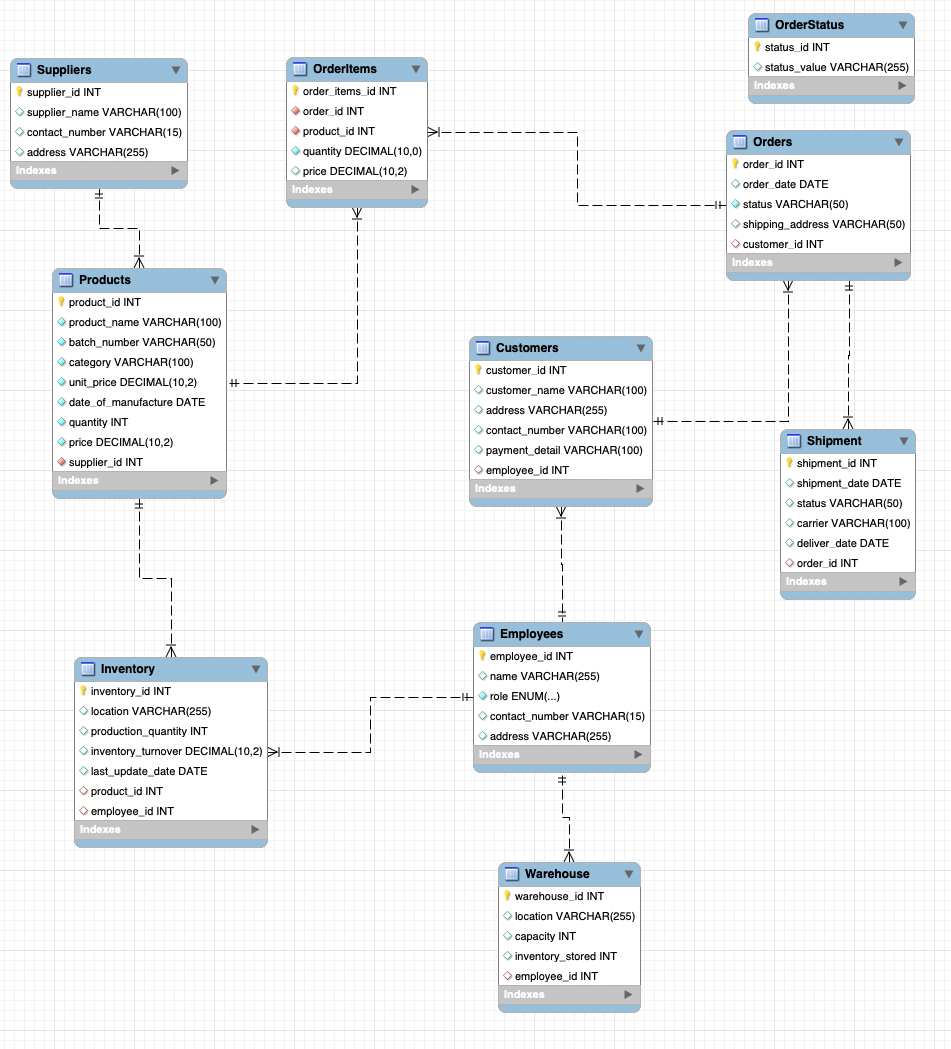 OrderStatus
status_id INT
status_value VARCHAR(255)
Indexes
Suppliers
supplier_id INT
supplier_name VARCHAR(100)
contact_number VARCHAR(15)
address VARCHAR(255)
Indexes
OrderItems
order_items_id INT
order_id INT
product_id INT
quantity DECIMAL(10,0)
price DECIMAL(10,2)
Indexes
Orders
order_id INT
order_date DATE
status VARCHAR(50)
shipping_address VARCHAR(50)
customer_id INT
Indexes
Products
product_id INT
product_name VARCHAR(100)
batch_number VARCHAR(50)
category VARCHAR(100)
unit_price DECIMAL(10,2)
date_of_manufacture DATE
quantity INT
price DECIMAL(10,2)
supplier_id INT
Indexes
Customers
customer_id INT
customer_name VARCHAR(100)
address VARCHAR(255)
contact_number VARCHAR(100)
payment_detail VARCHAR(100)
employee_id INT
Indexes
Shipment
shipment_id INT
shipment_date DATE
status VARCHAR(50)
carrier VARCHAR(100)
deliver_date DATE
order_id INT
Indexes
Employees
employee_id INT
name VARCHAR(255)
role ENUM(...)
contact_number VARCHAR(15)
address VARCHAR(255)
Indexes
Inventory
inventory_id INT
location VARCHAR(255)
production_quantity INT
inventory_turnover DECIMAL(10,2)
last_update_date DATE
product_id INT
employee_id INT
Indexes
Warehouse
warehouse_id INT
location VARCHAR(255)
capacity INT
inventory_stored INT
employee_id INT
Indexes